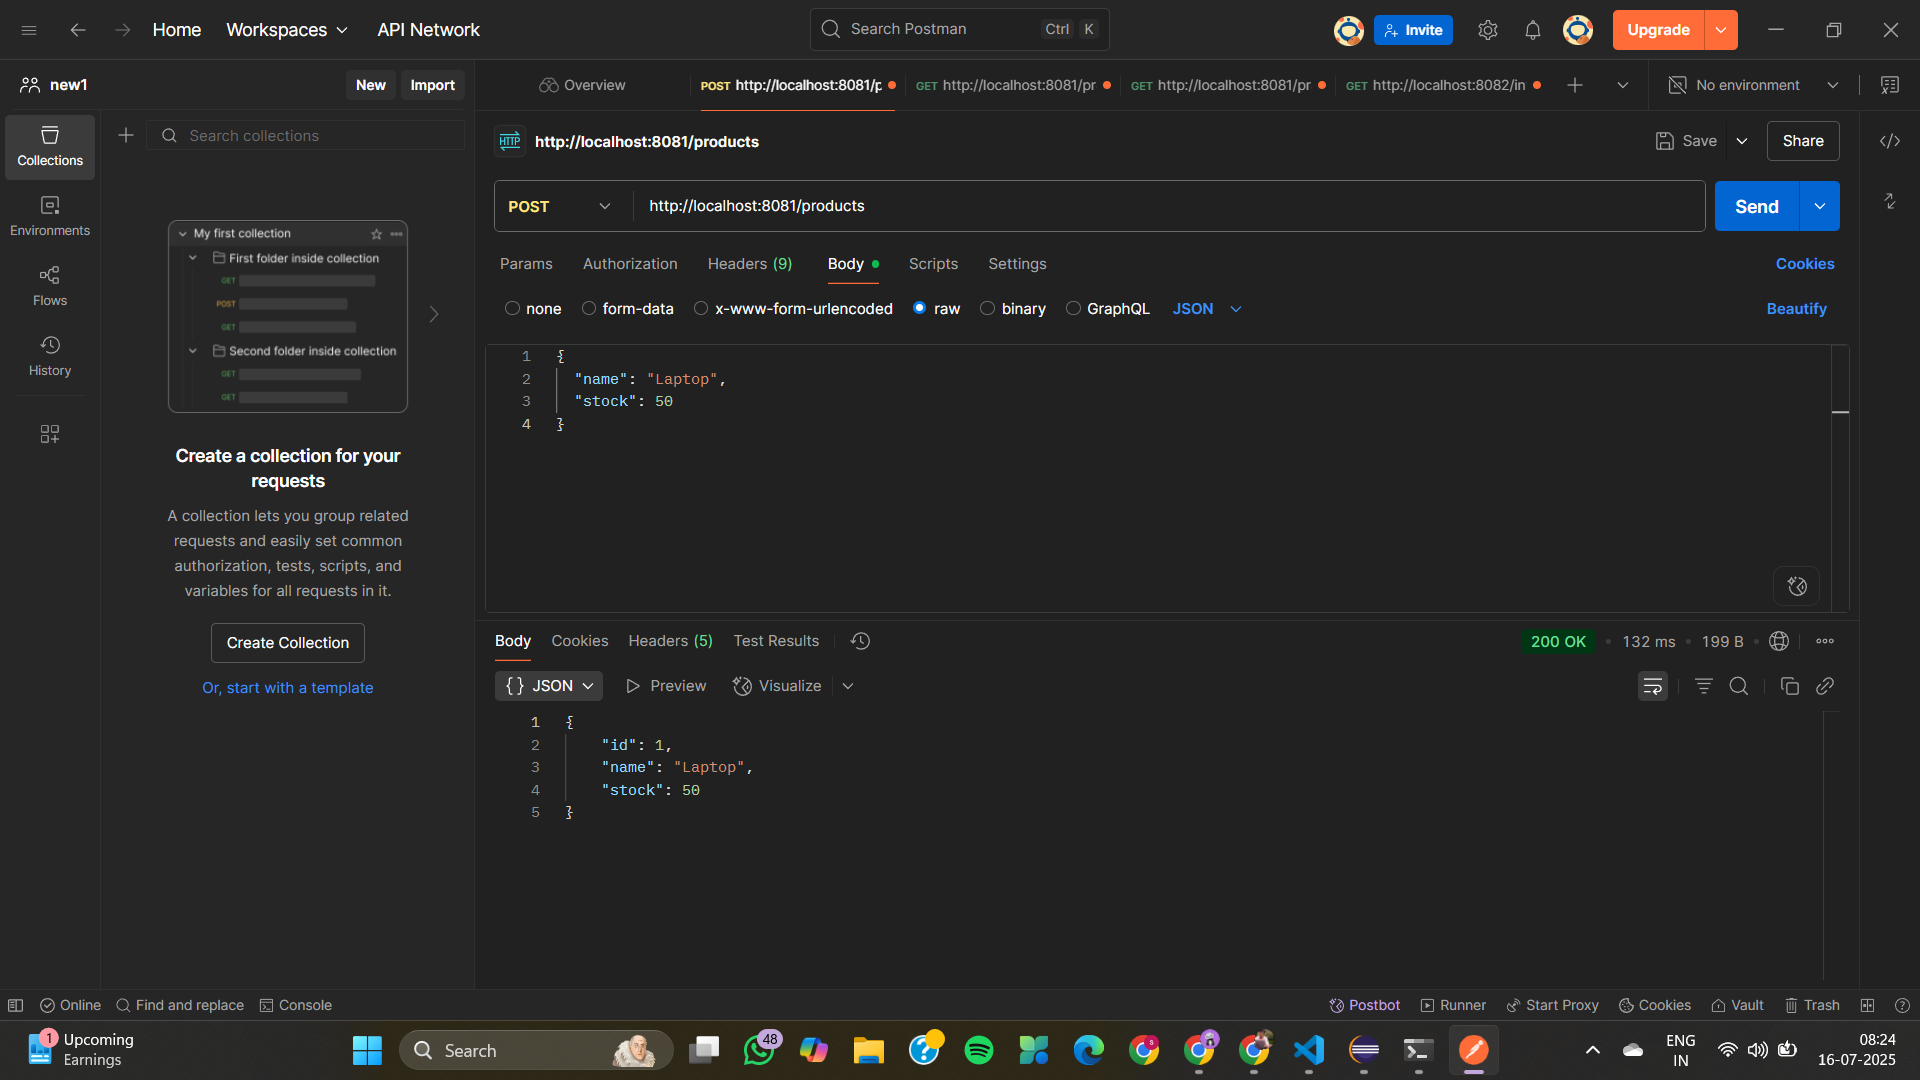 Home
Workspaces
API Network
Search Postman
Ctrl K
Invite
Upgrade
new1
New
Import
Overview
POST http://localhost:8081/p
GET http://localhost:8081/pr
GET http://localhost:8081/pr
GET http://localhost:8082/in
No environment
Collections
Environments
Flows
History
Search collections
My first collection
First folder inside collection
GET
POST
GET
Second folder inside collection
GET
GET
Create a collection for your
requests
A collection lets you group related
requests and easily set common
authorization, tests, scripts, and
variables for all requests in it.
Create Collection
Or, start with a template
HTTP http://localhost:8081/products
Save
Share
POST
http://localhost:8081/products
Send
Params
Authorization
Headers (9)
Body
Scripts
Settings
Cookies
none
form-data
x-www-form-urlencoded
raw
binary
GraphQL
JSON
Beautify
1 {
2 "name": "Laptop",
3 "stock": 50
4 }
Body
Cookies
Headers (5)
Test Results
200 OK
132 ms
199 B
{} JSON
Preview
Visualize
1 {
2 "id": 1,
3 "name": "Laptop",
4 "stock": 50
5 }
Online
Find and replace
Console
Postbot
Runner
Start Proxy
Cookies
Vault
Trash
1
Upcoming
Earnings
Search
48
S
ENG
IN
08:24
16-07-2025